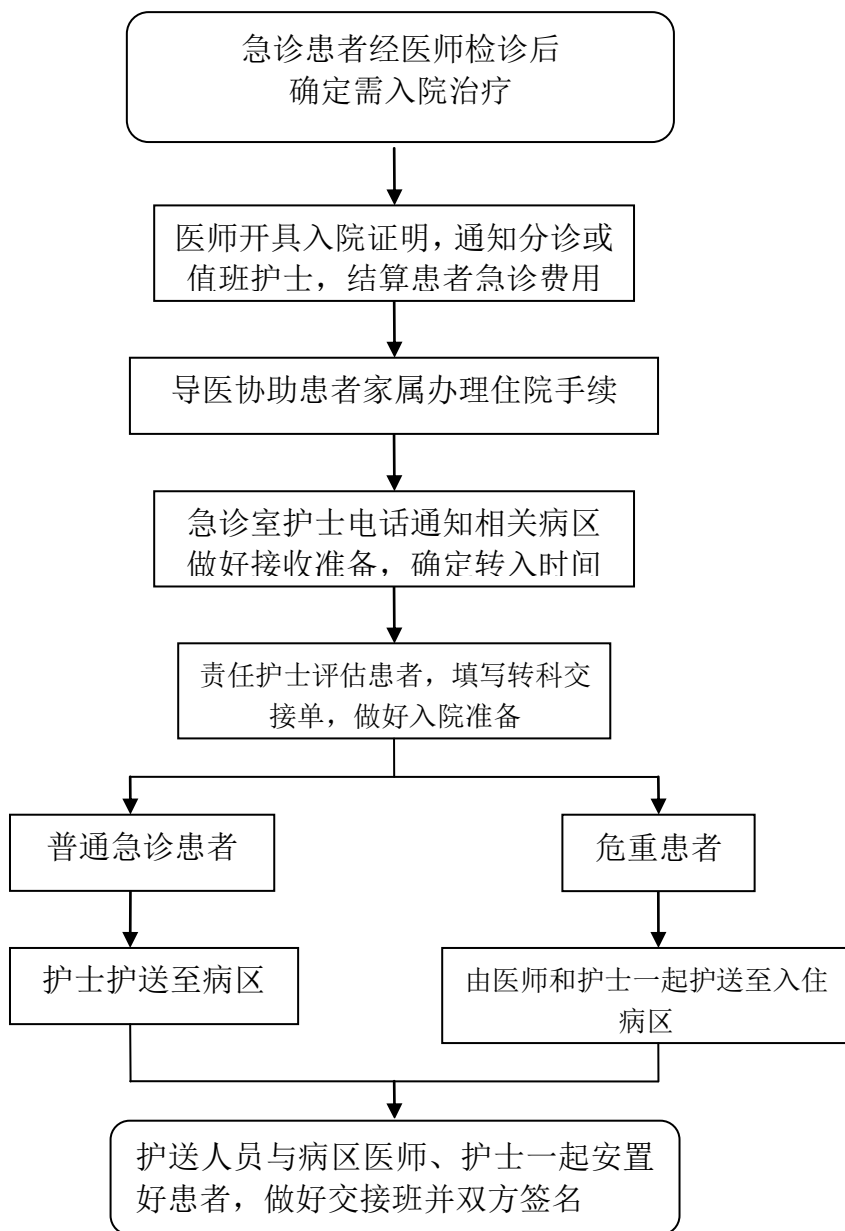 急诊患者经医师检诊后
确定需入院治疗
医师开具入院证明，通知分诊或
值班护士，结算患者急诊费用
导医协助患者家属办理住院手续
急诊室护士电话通知相关病区
做好接收准备，确定转入时间
责任护士评估患者，填写转科交
接单，做好入院准备
普通急诊患者
危重患者
护士护送至病区
由医师和护士一起护送至入住
病区
护送人员与病区医师、护士一起安置
好患者，做好交接班并双方签名